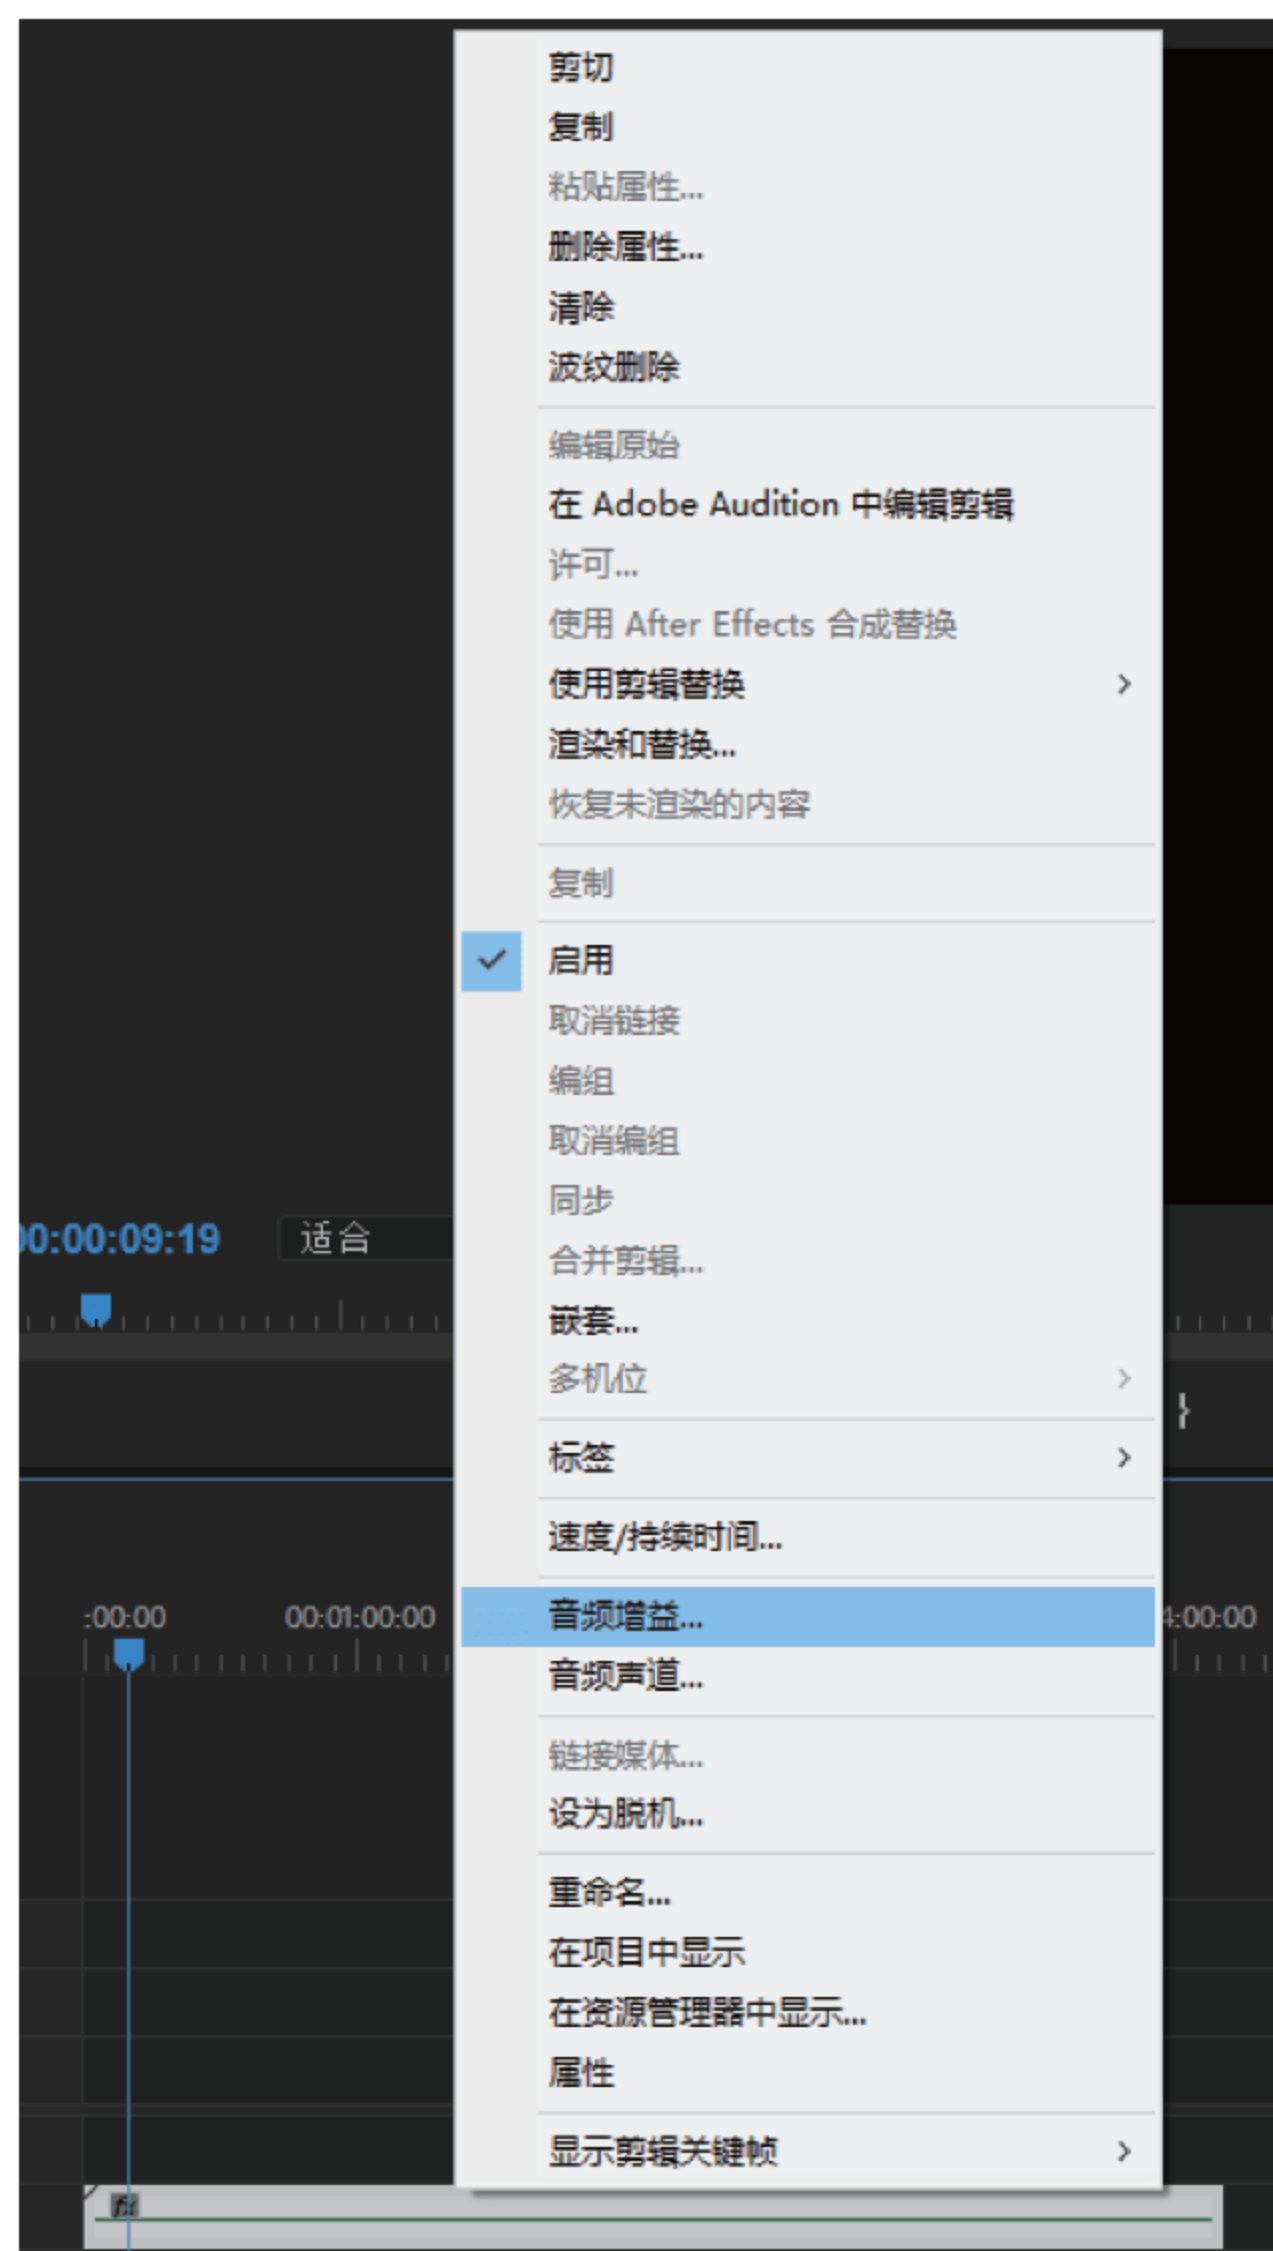 剪切
复制
粘贴属性...
删除属性...
清除
波纹删除
编辑原始
在 Adobe Audition 中编辑剪辑
许可...
使用 After Effects 合成替换
使用剪辑替换
渲染和替换...
恢复未渲染的内容
复制
启用
取消链接
编组
取消编组
同步
00:00:09:19 适合
合并剪辑...
嵌套...
多机位
标签
速度/持续时间...
:00:00 00:01:00:00 音频增益... 4:00:00
音频声道...
链接媒体...
设为脱机...
重命名...
在项目中显示
在资源管理器中显示...
属性
显示剪辑关键帧
fx